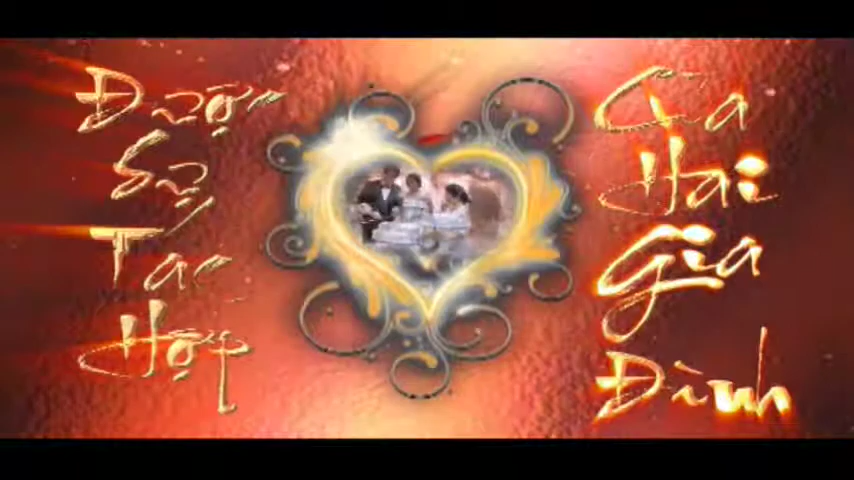 Được
Sự
Tác
Hợp
Của
Hai
Gia
Đình